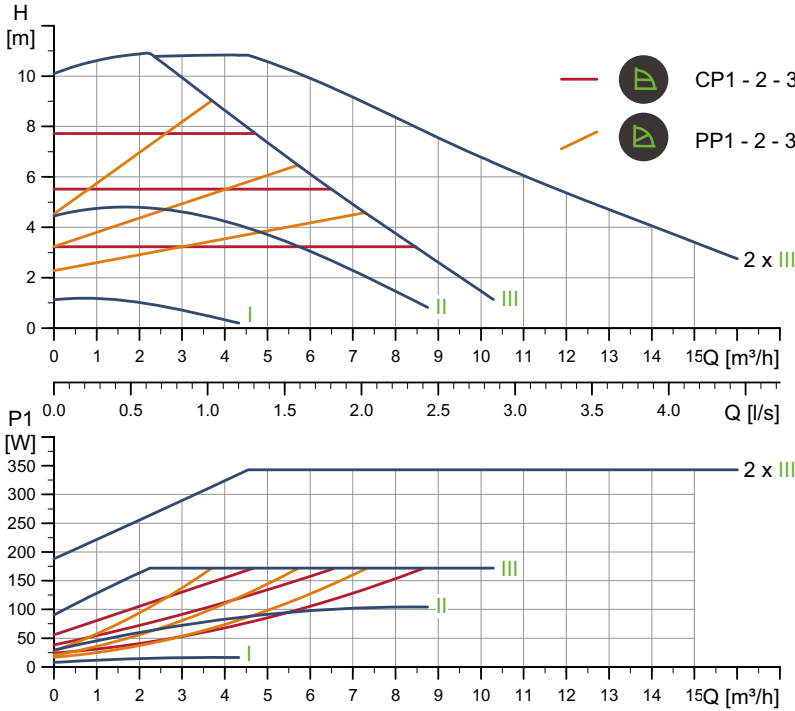 H
[m]
10
8
6
4
2
0
CP1 - 2 - 3
PP1 - 2 - 3
2 x III
III
II
I
0 1 2 3 4 5 6 7 8 9 10 11 12 13 14 15 Q [m³/h]
0.0 0.5 1.0 1.5 2.0 2.5 3.0 3.5 4.0 Q [l/s]
P1
[W]
350
300
250
200
150
100
50
0
2 x III
III
II
I
0 1 2 3 4 5 6 7 8 9 10 11 12 13 14 15 Q [m³/h]